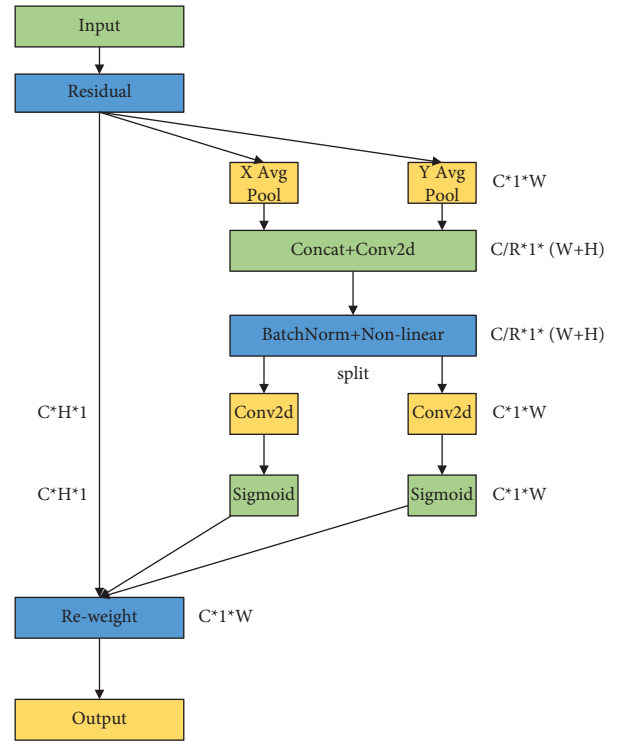 Input
Residual
X Avg
Pool
Y Avg
Pool
C*1*W
Concat+Conv2d
C/R*1* (W+H)
BatchNorm+Non-linear
C/R*1* (W+H)
split
C*H*1
Conv2d
Conv2d
C*1*W
C*H*1
Sigmoid
Sigmoid
C*1*W
Re-weight
C*1*W
Output